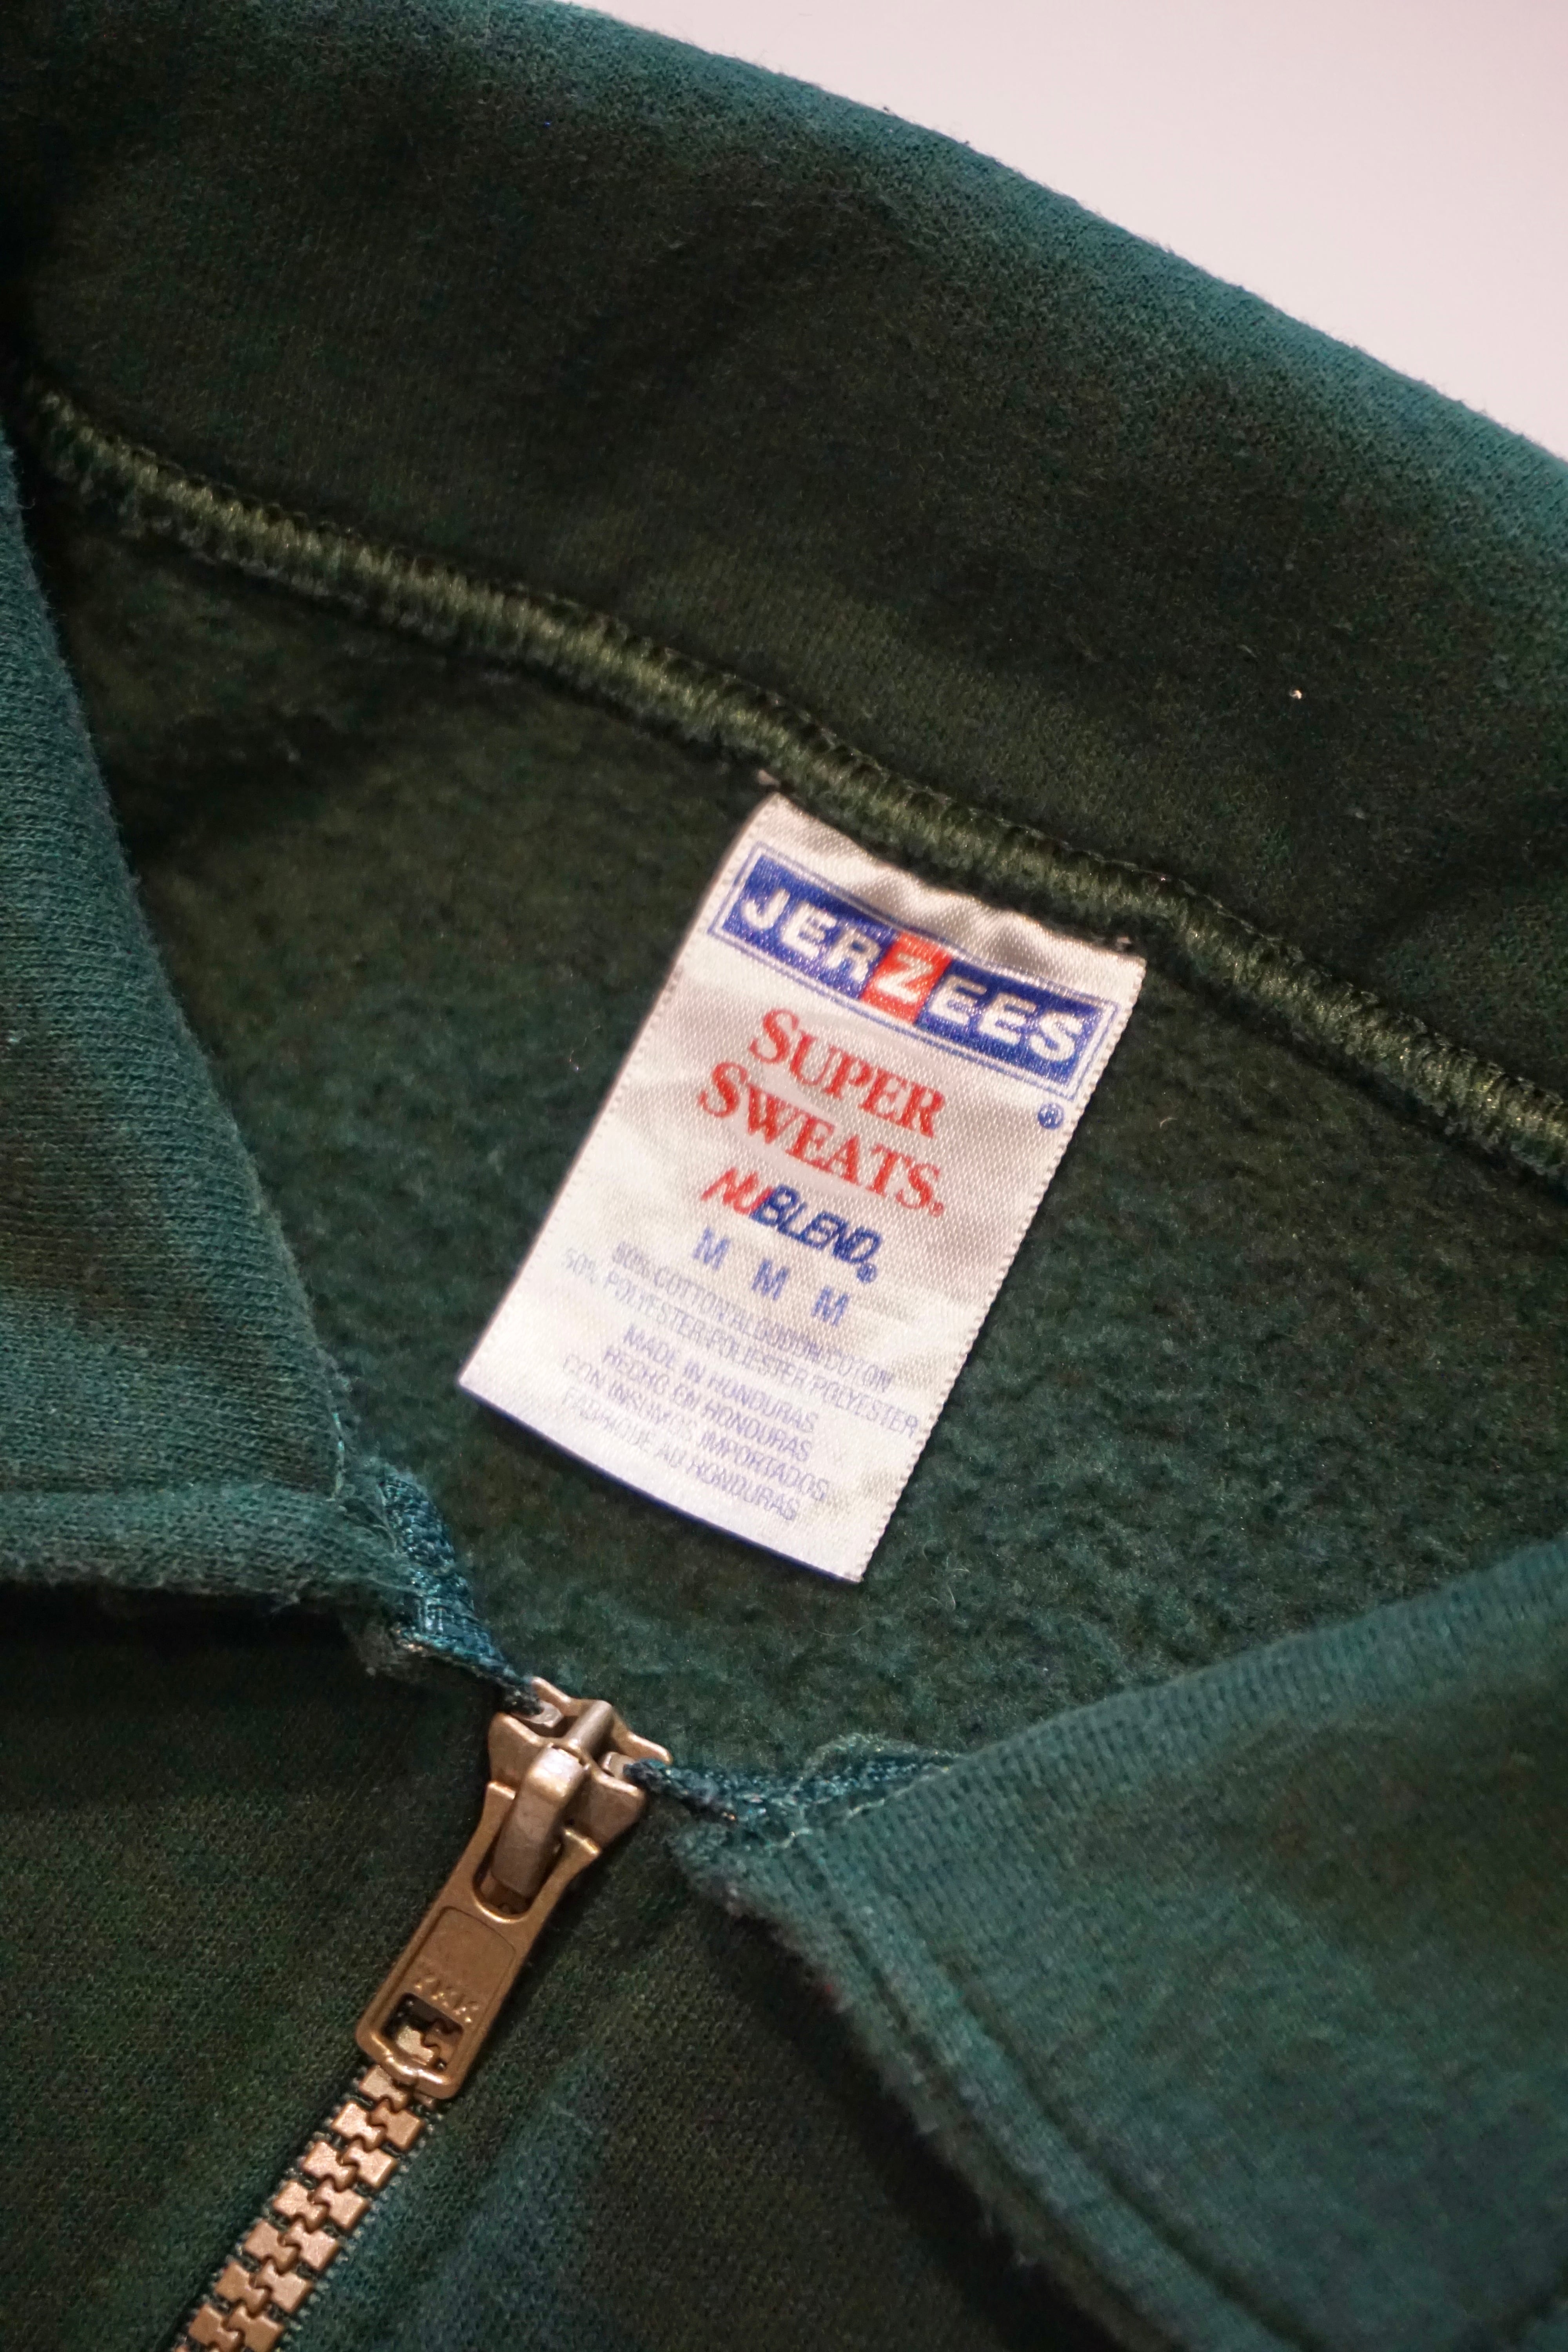 JERZEES
®
SUPER
SWEATS.
NUBLEND®
M M M
50% COTTON/ALGODON/COTON
50% POLYESTER/POLIESTER/POLYESTER
MADE IN HONDURAS
HECHO EN HONDURAS
CON INSUMOS IMPORTADOS
FABRIQUE AU HONDURAS
YKK